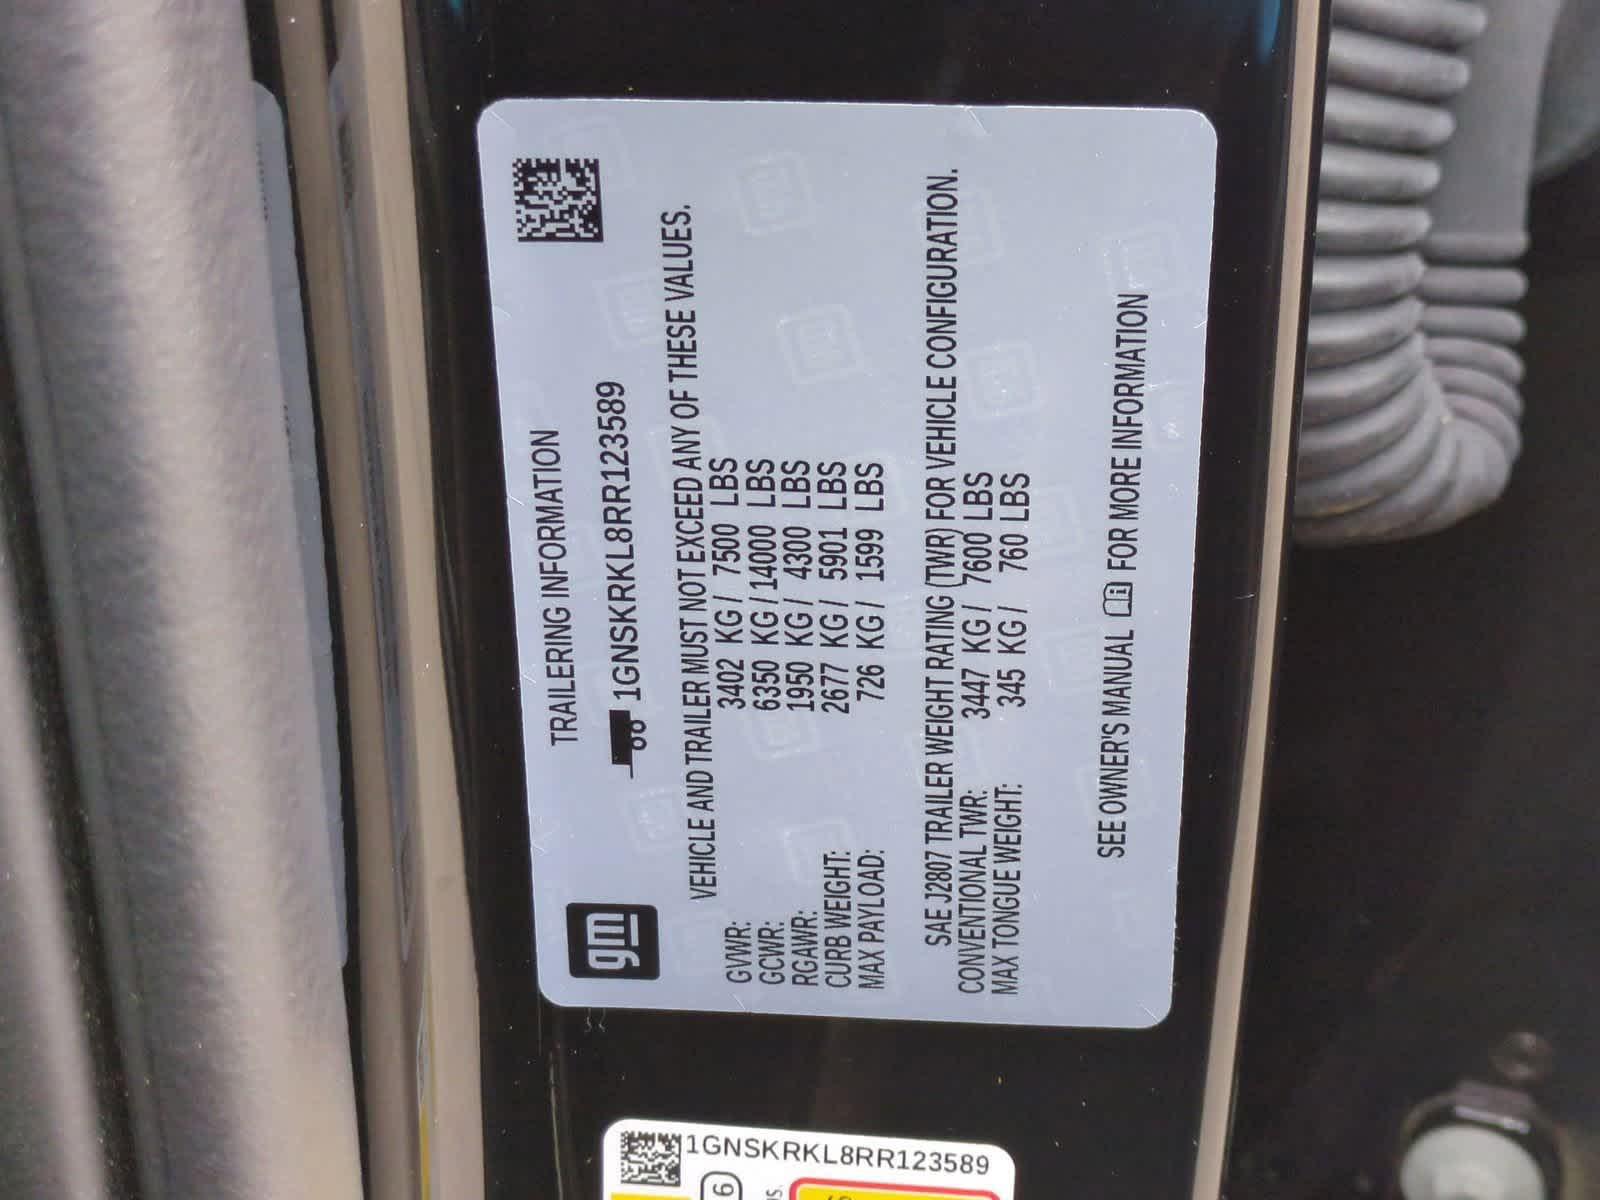 gm
TRAILERING INFORMATION
1GNSKRKL8RR123589
VEHICLE AND TRAILER MUST NOT EXCEED ANY OF THESE VALUES.
GVWR: 3402 KG / 7500 LBS
GCWR: 6350 KG / 14000 LBS
RGAWR: 1950 KG / 4300 LBS
CURB WEIGHT: 2677 KG / 5901 LBS
MAX PAYLOAD: 726 KG / 1599 LBS
SAE J2807 TRAILER WEIGHT RATING (TWR) FOR VEHICLE CONFIGURATION.
CONVENTIONAL TWR: 3447 KG / 7600 LBS
MAX TONGUE WEIGHT: 345 KG / 760 LBS
SEE OWNER'S MANUAL FOR MORE INFORMATION
1GNSKRKL8RR123589
6